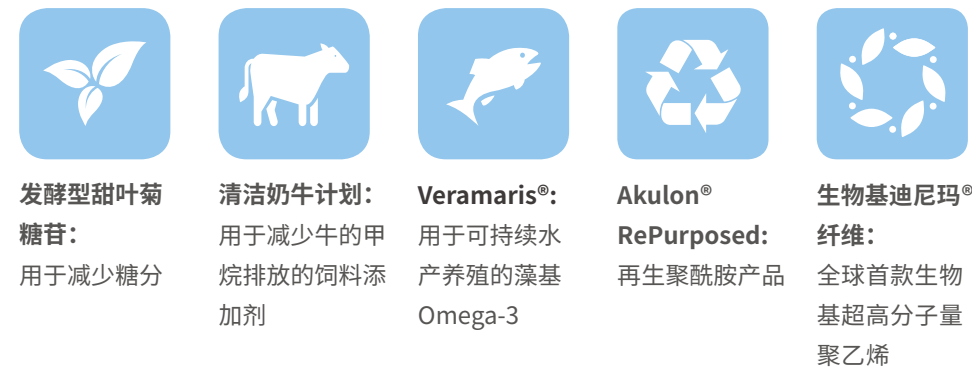 发酵型甜叶菊
糖苷：
用于减少糖分
清洁奶牛计划：
用于减少牛的甲
烷排放的饲料添
加剂
Veramaris®:
用于可持续水
产养殖的藻基
Omega-3
Akulon®
RePurposed:
再生聚酰胺产品
生物基迪尼玛®
纤维：
全球首款生物
基超高分子量
聚乙烯